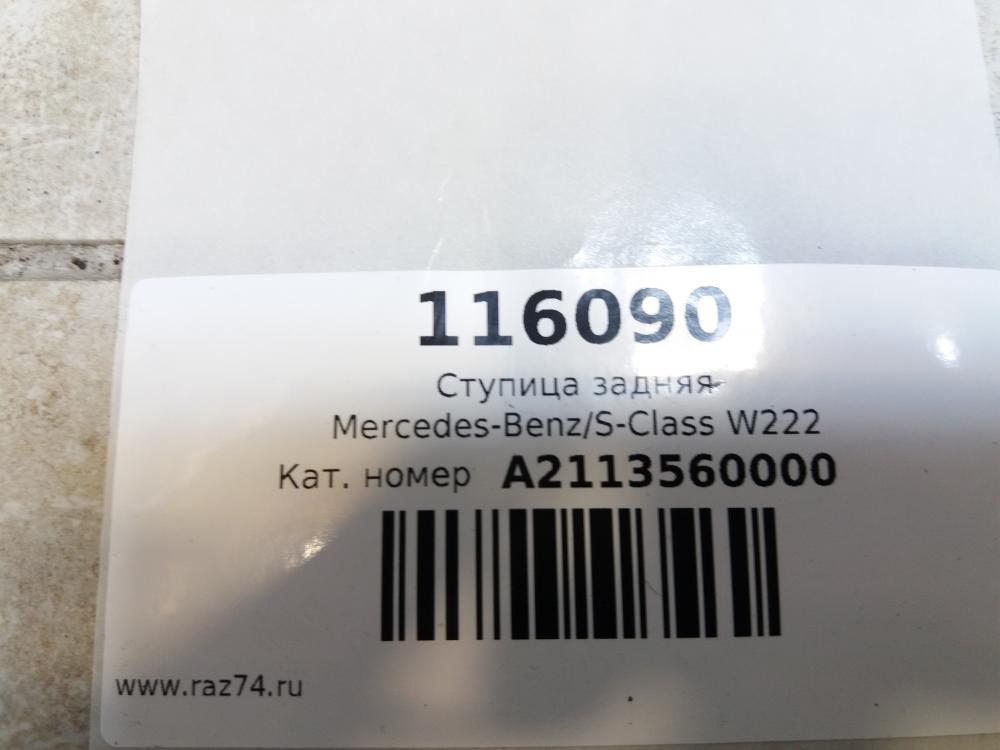 116090
Ступица задняя
Mercedes-Benz/S-Class W222
Кат. номер A2113560000
www.raz74.ru